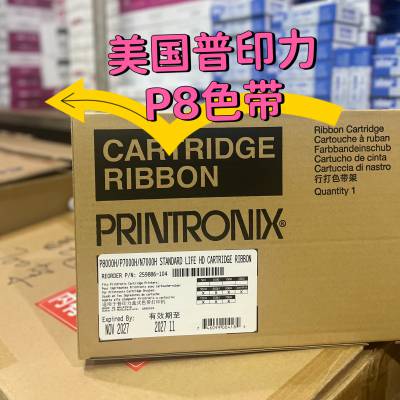 美国普印力
P8色带
CARTRIDGE
RIBBON
Ribbon Cartridge
Cartouche à ruban
Farbbandeinschub
Cartucho de cinta
Cartuccia di nastro
行打色带架
Quantity 1
PRINTRONIX®
P8000H/P7000H/N7000H STANDARD LIFE HD CARTRIDGE RIBBON
REORDER P/N: 259886-104
Expired By:
有效期至
NOV 2027
2027 11